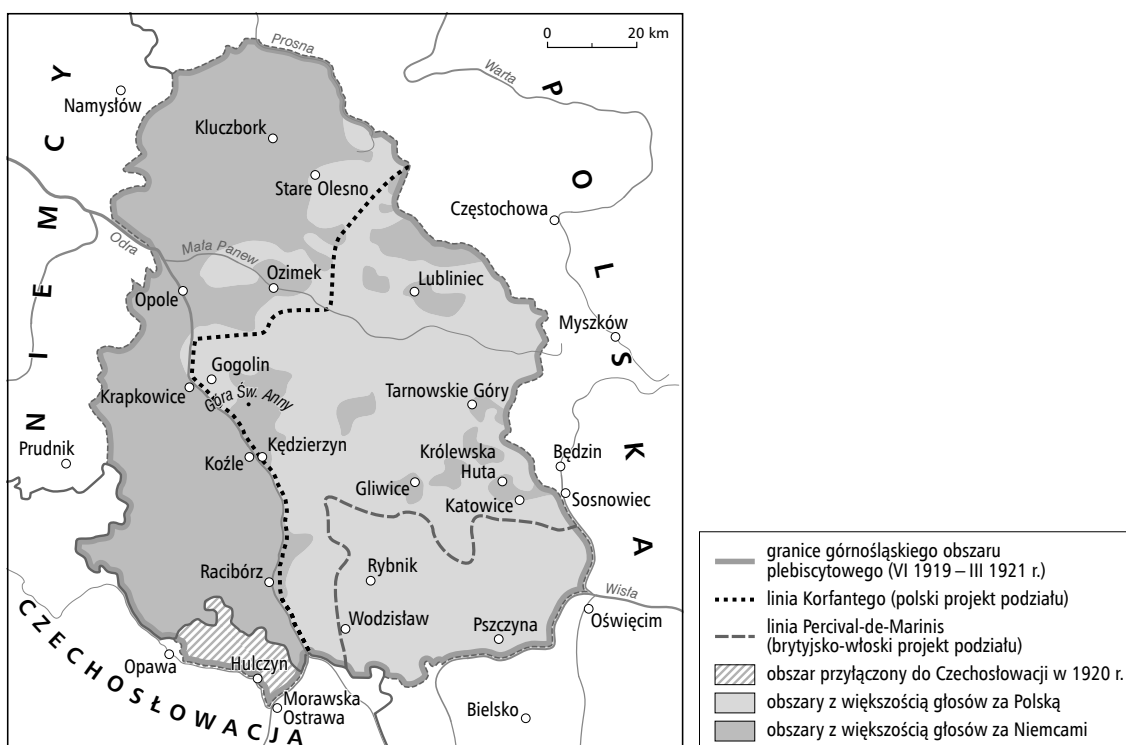 0 20 km
Prosna
Warta
NIEMCY
POLSKA
Namysłów
Kluczbork
Stare Olesno
Częstochowa
Odra
Mała Panew
Ozimek
Lubliniec
Opole
Myszków
Gogolin
Krapkowice
Góra Św. Anny
Tarnowskie Góry
Prudnik
Kędzierzyn
Koźle
Królewska
Huta
Będzin
Gliwice
Katowice
Sosnowiec
Racibórz
Rybnik
Wisła
Wodzisław
Pszczyna
Oświęcim
CZECHOSŁOWACJA
Opawa
Hulczyn
Morawska
Ostrawa
Bielsko
granice górnośląskiego obszaru
plebiscytowego (VI 1919 – III 1921 r.)
linia Korfantego (polski projekt podziału)
linia Percival-de-Marinis
(brytyjsko-włoski projekt podziału)
obszar przyłączony do Czechosłowacji w 1920 r.
obszary z większością głosów za Polską
obszary z większością głosów za Niemcami